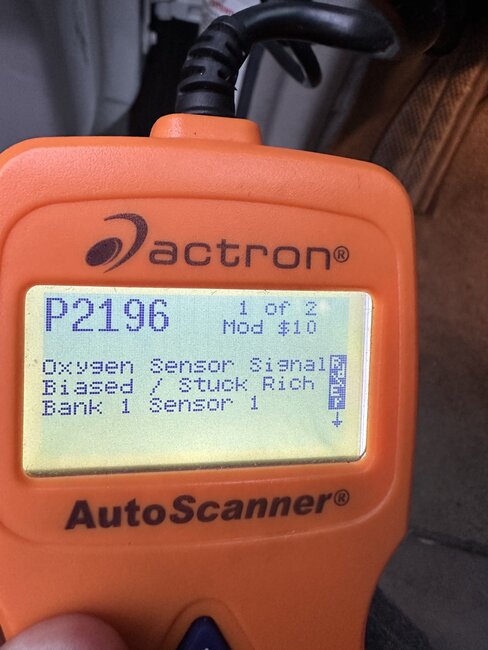 actron®
P2196
1 of 2
Mod $10
Oxygen Sensor Signal
Biased / Stuck Rich
Bank 1 Sensor 1
AutoScanner®